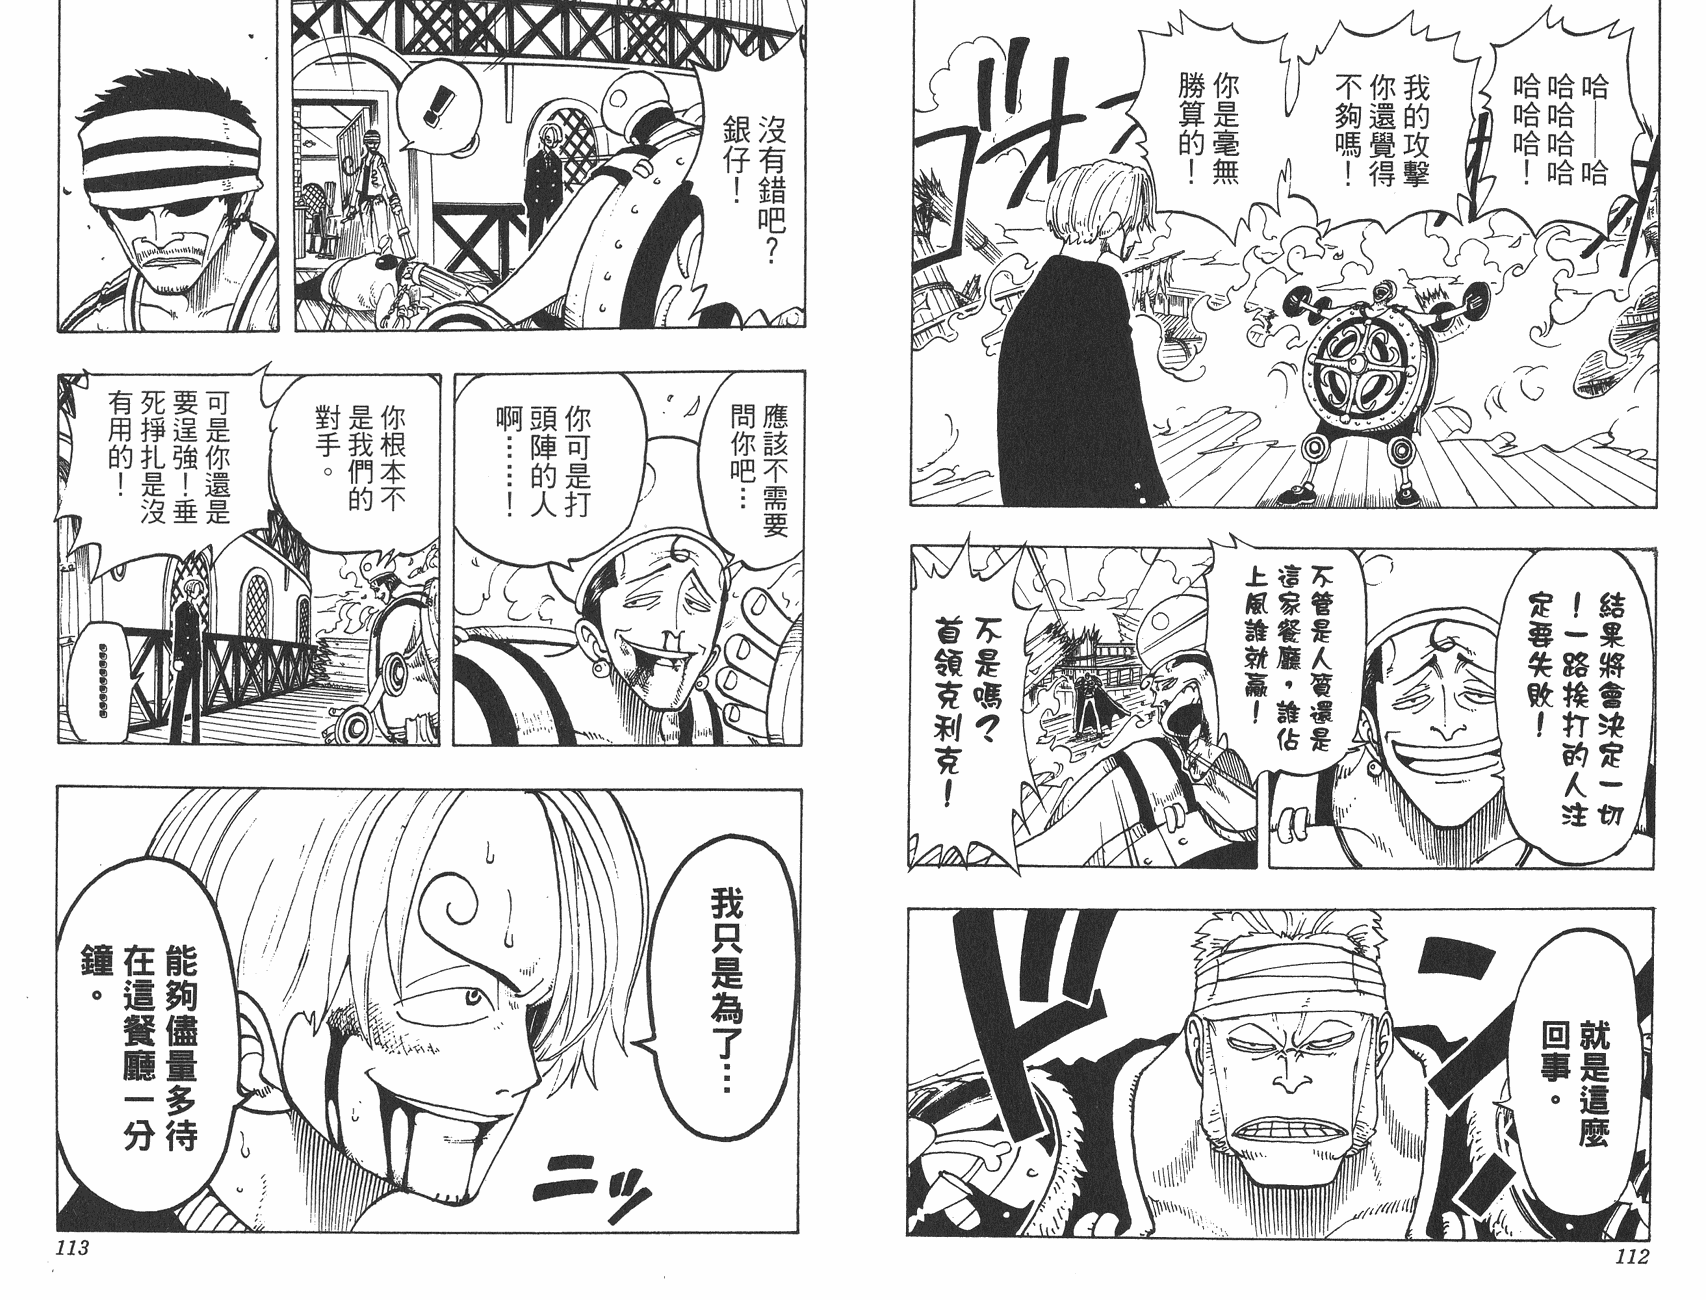 哈──哈
哈哈哈哈
哈哈哈！
我的攻擊
你還覺得
不夠嗎！
你是毫無
勝算的！
結果將會決定一切
！一路挨打的人注
定要失敗！
不管是人質還是
這家餐廳，誰佔
上風誰就贏！
不是嗎？
首領克利克！
就是這麼
回事。
112
沒有錯吧？
銀仔！
！
應該不需要
問你吧…
你可是打
頭陣的人
啊……！
你根本不
是我們的
對手。
可是你還是
要逞強！垂
死掙扎是沒
有用的！
我只是為了…
能夠儘量多待
在這餐廳一分
鐘。
ニッ
113